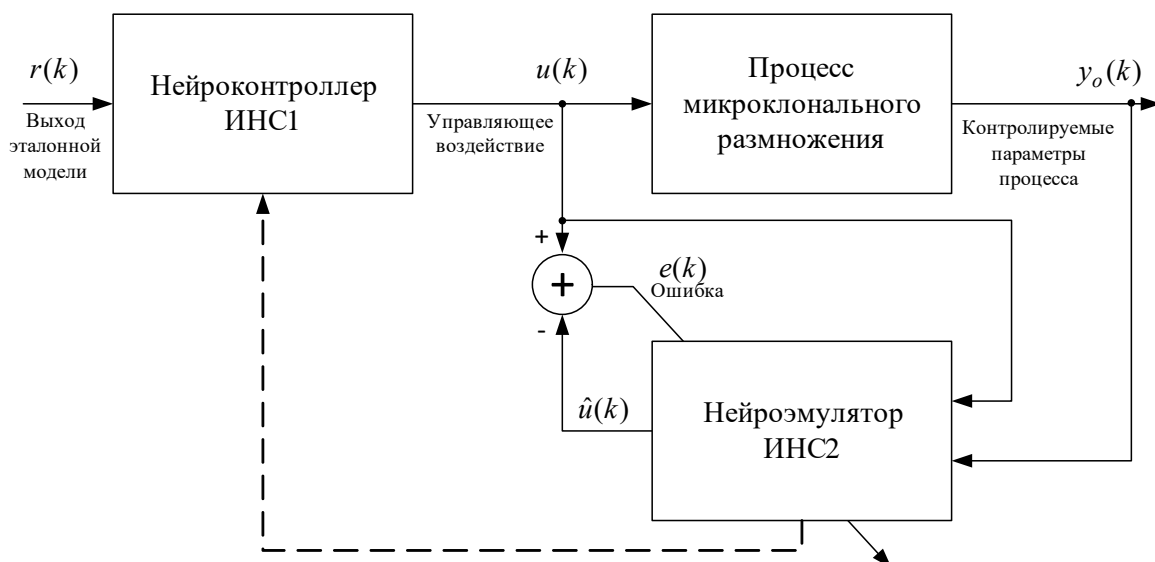 r(k)
Выход
эталонной
модели
Нейроконтроллер
ИНС1
u(k)
Управляющее
воздействие
Процесс
микроклонального
размножения
y_o(k)
Контролируемые
параметры
процесса
+
+
-
e(k)
Ошибка
û(k)
Нейроэмулятор
ИНС2